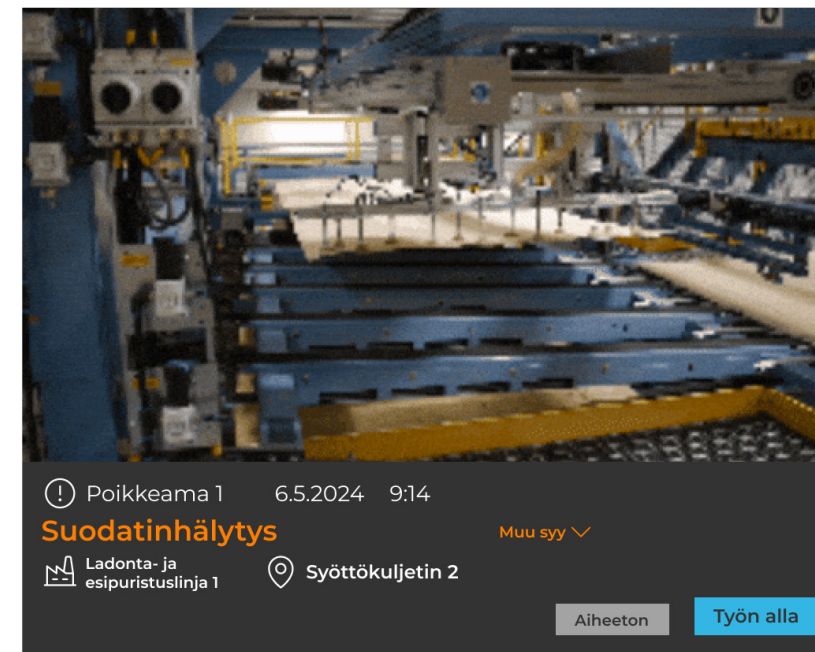 Poikkeama 1 6.5.2024 9:14
Suodatinhälytys
Muu syy
Ladonta- ja
esipuristuslinja 1
Syöttökuljetin 2
Aiheeton
Työn alla